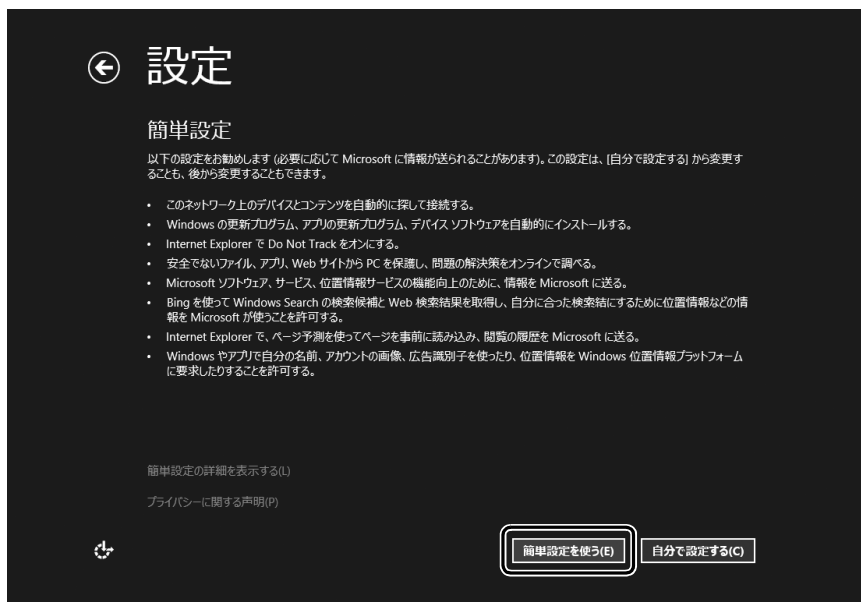 設定
簡単設定
以下の設定をお勧めします (必要に応じて Microsoft に情報が送られることがあります)。この設定は、[自分で設定する] から変更す
ることも、後から変更することもできます。
• このネットワーク上のデバイスとコンテンツを自動的に探して接続する。
• Windows の更新プログラム、アプリの更新プログラム、デバイス ソフトウェアを自動的にインストールする。
• Internet Explorer で Do Not Track をオンにする。
• 安全でないファイル、アプリ、Web サイトから PC を保護し、問題の解決策をオンラインで調べる。
• Microsoft ソフトウェア、サービス、位置情報サービスの機能向上のために、情報を Microsoft に送る。
• Bing を使って Windows Search の検索候補と Web 検索結果を取得し、自分に合った検索結にするために位置情報などの情
報を Microsoft が使うことを許可する。
• Internet Explorer で、ページ予測を使ってページを事前に読み込み、閲覧の履歴を Microsoft に送る。
• Windows やアプリで自分の名前、アカウントの画像、広告識別子を使ったり、位置情報を Windows 位置情報プラットフォーム
に要求したりすることを許可する。
簡単設定の詳細を表示する(L)
プライバシーに関する声明(P)
簡単設定を使う(E) 自分で設定する(C)